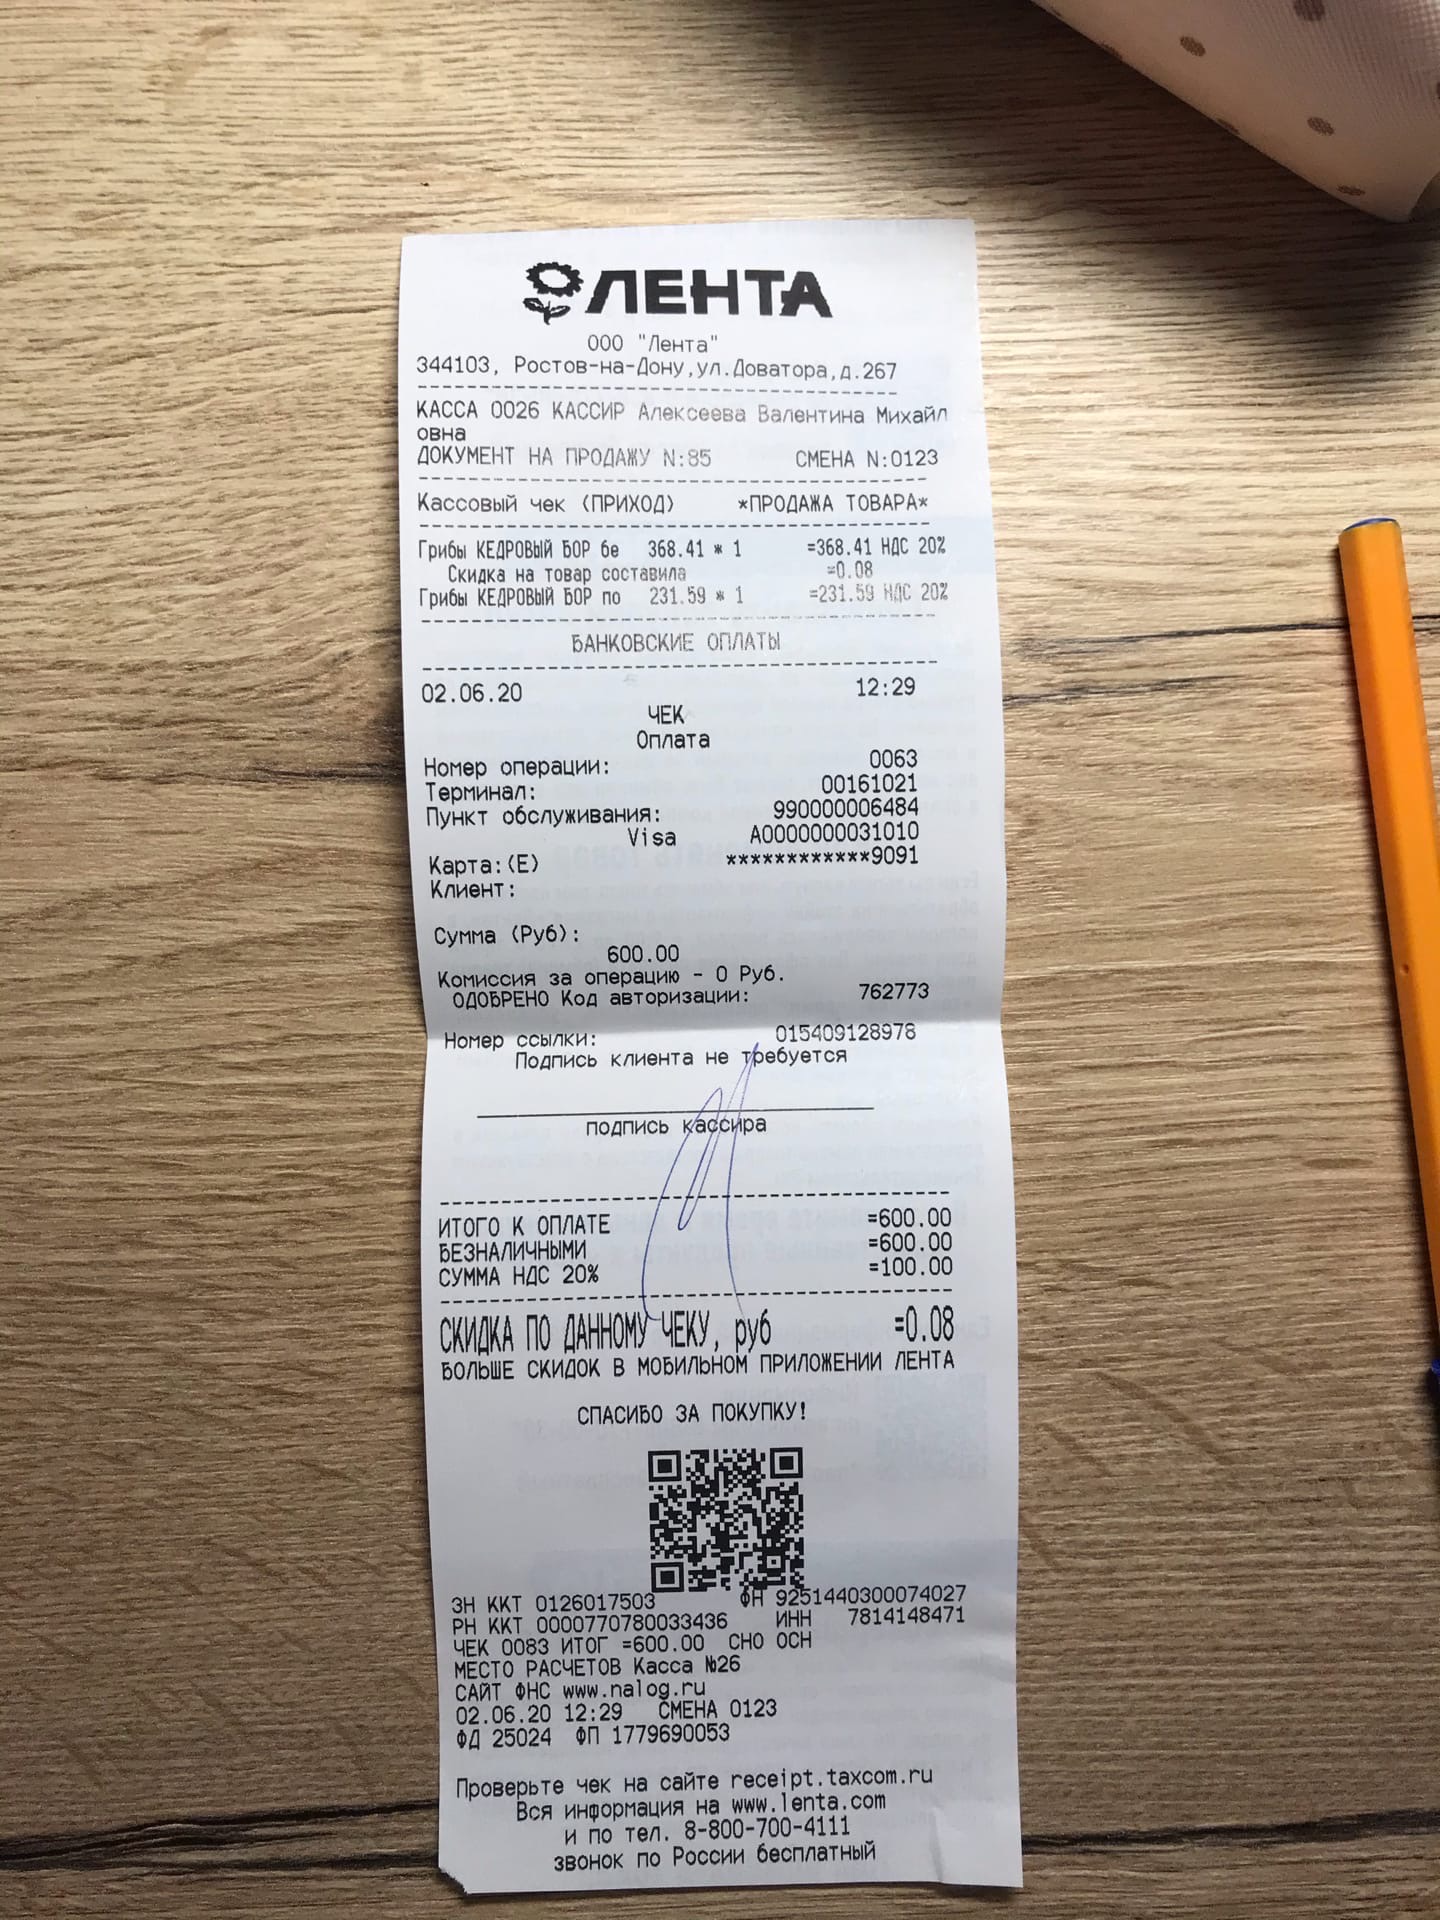 ЛЕНТА
ООО "Лента"
344103, Ростов-на-Дону,ул.Доватора,д.267
КАССА 0026 КАССИР Алексеева Валентина Михайл
овна
ДОКУМЕНТ НА ПРОДАЖУ N:85 СМЕНА N:0123
Кассовый чек (ПРИХОД) *ПРОДАЖА ТОВАРА*
Грибы КЕДРОВЫЙ БОР бе 368.41 * 1 =368.41 НДС 20%
Скидка на товар составила =0.08
Грибы КЕДРОВЫЙ БОР по 231.59 * 1 =231.59 НДС 20%
БАНКОВСКИЕ ОПЛАТЫ
02.06.20 12:29
ЧЕК
Оплата
Номер операции: 0063
Терминал: 00161021
Пункт обслуживания: 990000006484
Visa A0000000031010
Карта:(E) ************9091
Клиент:
Сумма (Руб):
600.00
Комиссия за операцию - 0 Руб.
ОДОБРЕНО Код авторизации: 762773
Номер ссылки: 015409128978
Подпись клиента не требуется
подпись кассира
ИТОГО К ОПЛАТЕ =600.00
БЕЗНАЛИЧНЫМИ =600.00
СУММА НДС 20% =100.00
СКИДКА ПО ДАННОМУ ЧЕКУ, руб =0.08
БОЛЬШЕ СКИДОК В МОБИЛЬНОМ ПРИЛОЖЕНИИ ЛЕНТА
СПАСИБО ЗА ПОКУПКУ!
ЗН ККТ 0126017503 ФН 9251440300074027
РН ККТ 0000770780033436 ИНН 7814148471
ЧЕК 0083 ИТОГ =600.00 СНО ОСН
МЕСТО РАСЧЕТОВ Касса №26
САЙТ ФНС www.nalog.ru
02.06.20 12:29 СМЕНА 0123
ФД 25024 ФП 1779690053
Проверьте чек на сайте receipt.taxcom.ru
Вся информация на www.lenta.com
и по тел. 8-800-700-4111
звонок по России бесплатный